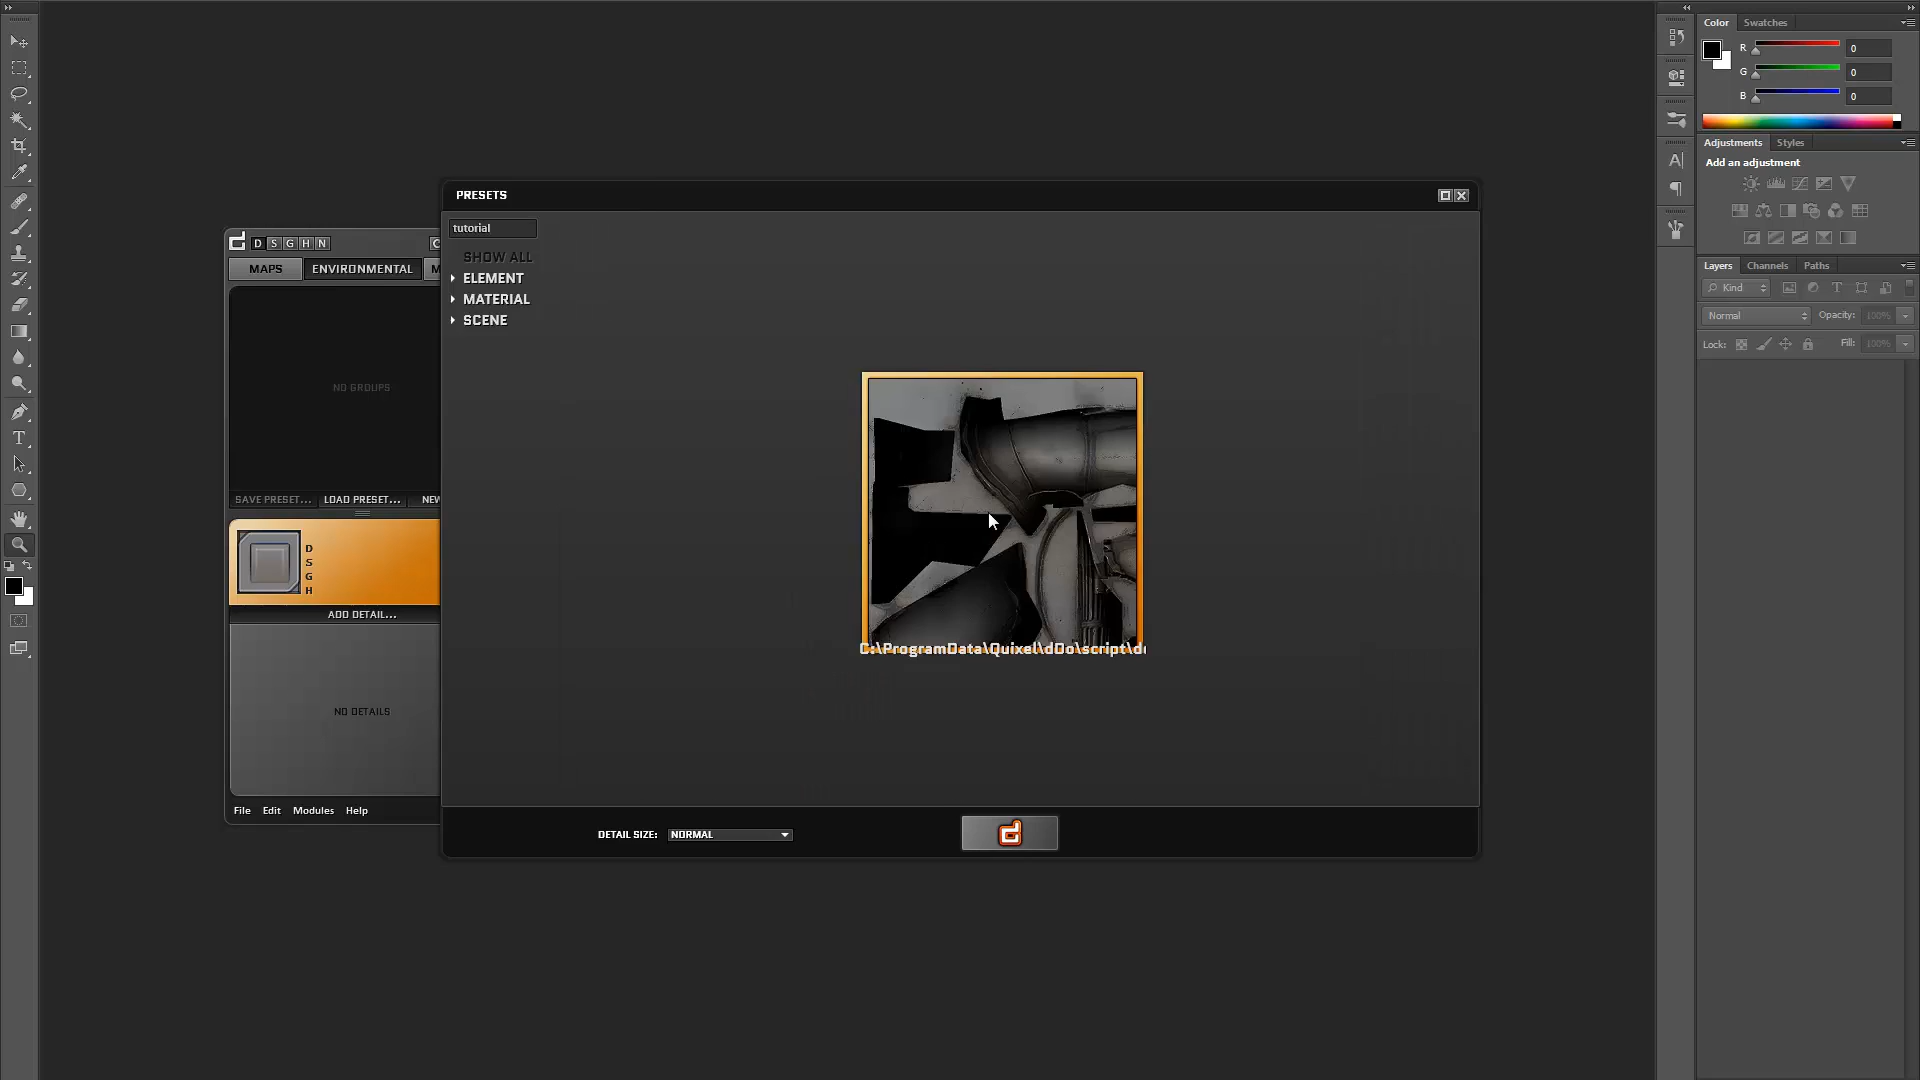 Color
Swatches
R
0
G
0
B
0
Adjustments
Styles
Add an adjustment
Layers
Channels
Paths
Kind
Normal
Opacity:
100%
Lock:
Fill:
100%
PRESETS
tutorial
SHOW ALL
ELEMENT
MATERIAL
SCENE
C:\ProgramData\Quixel\dDo\script\d
DETAIL SIZE:
NORMAL
D
S
G
H
N
MAPS
ENVIRONMENTAL
M
NO GROUPS
SAVE PRESET...
LOAD PRESET...
NEW
D
S
G
H
ADD DETAIL...
NO DETAILS
File
Edit
Modules
Help